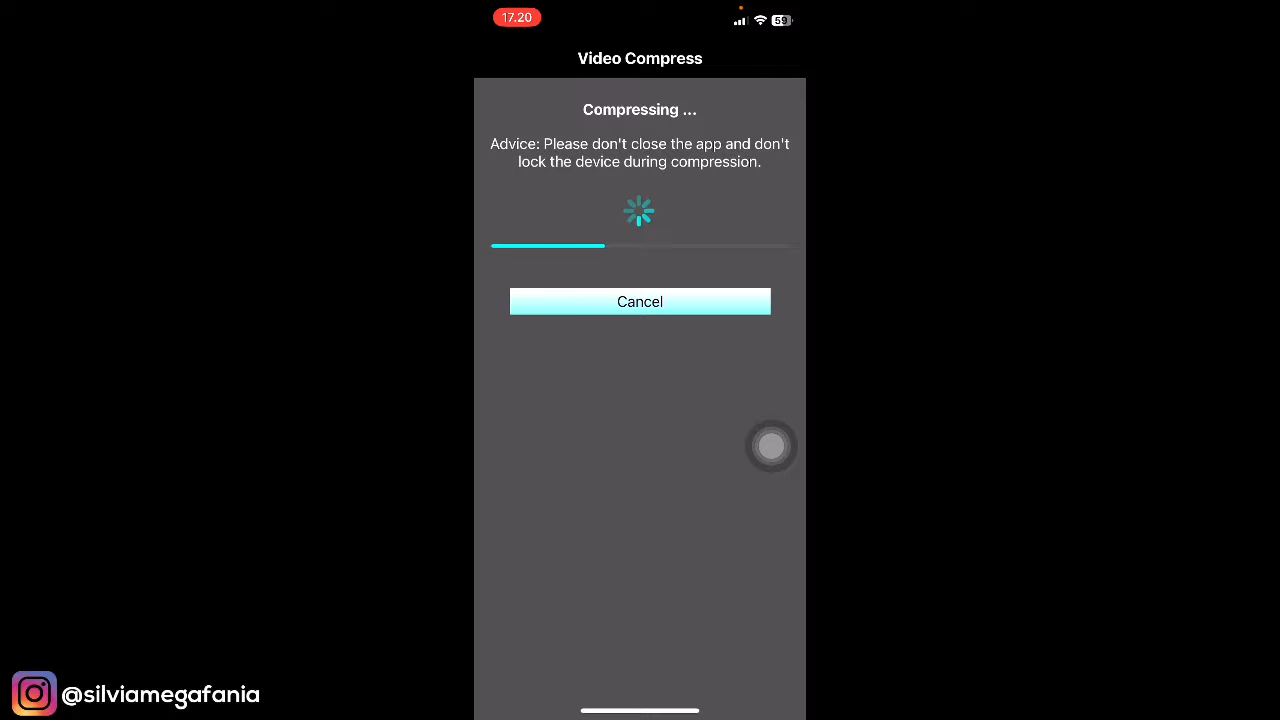 17.20
59
Video Compress
Compressing ...
Advice: Please don't close the app and don't
lock the device during compression.
Cancel
@silviamegafania